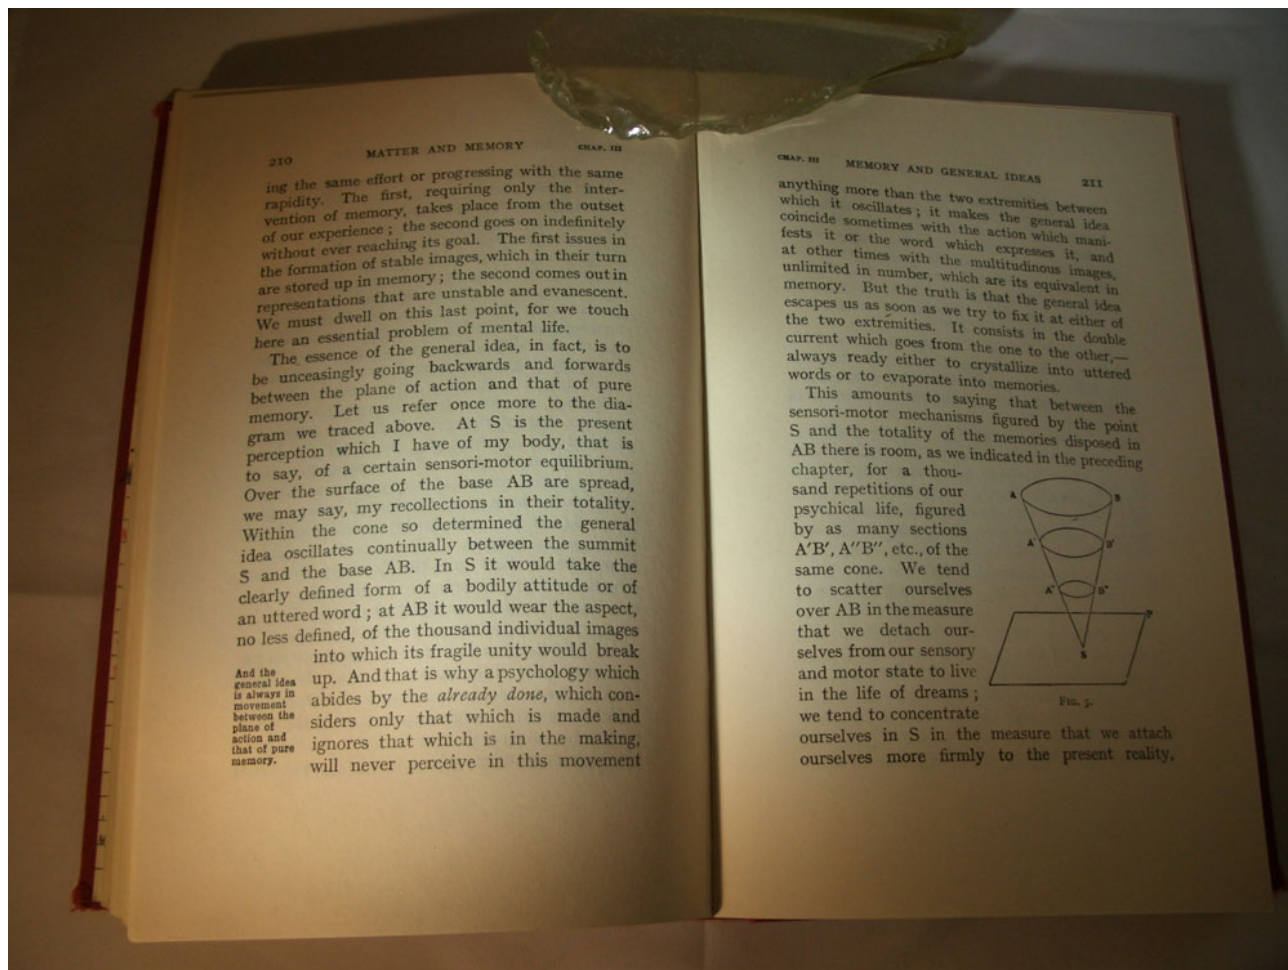 210 MATTER AND MEMORY CHAP. III
ing the same effort or progressing with the same
rapidity. The first, requiring only the inter-
vention of memory, takes place from the outset
of our experience ; the second goes on indefinitely
without ever reaching its goal. The first issues in
the formation of stable images, which in their turn
are stored up in memory ; the second comes out in
representations that are unstable and evanescent.
We must dwell on this last point, for we touch
here an essential problem of mental life.
The essence of the general idea, in fact, is to
be unceasingly going backwards and forwards
between the plane of action and that of pure
memory. Let us refer once more to the dia-
gram we traced above. At S is the present
perception which I have of my body, that is
to say, of a certain sensori-motor equilibrium.
Over the surface of the base AB are spread,
we may say, my recollections in their totality.
Within the cone so determined the general
idea oscillates continually between the summit
S and the base AB. In S it would take the
clearly defined form of a bodily attitude or of
an uttered word ; at AB it would wear the aspect,
no less defined, of the thousand individual images
into which its fragile unity would break
up. And that is why a psychology which
abides by the already done, which con-
siders only that which is made and
ignores that which is in the making,
will never perceive in this movement
And the
general idea
is always in
movement
between the
plane of
action and
that of pure
memory.
CHAP. III MEMORY AND GENERAL IDEAS 211
anything more than the two extremities between
which it oscillates ; it makes the general idea
coincide sometimes with the action which mani-
fests it or the word which expresses it, and
at other times with the multitudinous images,
unlimited in number, which are its equivalent in
memory. But the truth is that the general idea
escapes us as soon as we try to fix it at either of
the two extremities. It consists in the double
current which goes from the one to the other,—
always ready either to crystallize into uttered
words or to evaporate into memories.
This amounts to saying that between the
sensori-motor mechanisms figured by the point
S and the totality of the memories disposed in
AB there is room, as we indicated in the preceding
chapter, for a thou-
sand repetitions of our
psychical life, figured
by as many sections
A′B′, A″B″, etc., of the
same cone. We tend
to scatter ourselves
over AB in the measure
that we detach our-
selves from our sensory
and motor state to live
in the life of dreams ;
we tend to concentrate
ourselves in S in the measure that we attach
ourselves more firmly to the present reality,
A B
A′ B′
A″ B″
P
S
FIG. 5.